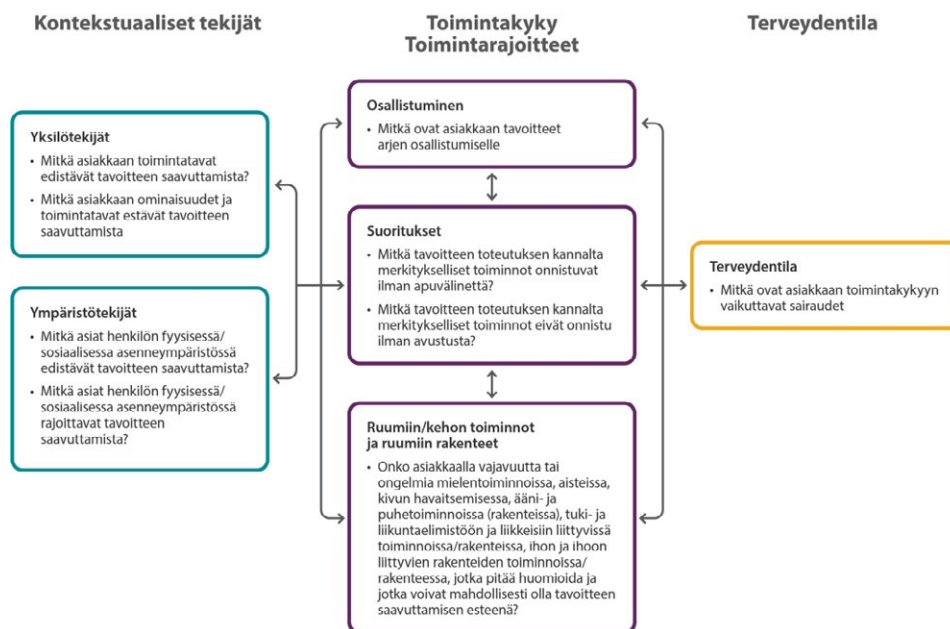 Kontekstuaaliset tekijät
Toimintakyky
Toimintarajoitteet
Terveydentila
Yksilötekijät
• Mitkä asiakkaan toimintatavat
edistävät tavoitteen saavuttamista?
• Mitkä asiakkaan ominaisuudet ja
toimintatavat estävät tavoitteen
saavuttamista
Ympäristötekijät
• Mitkä asiat henkilön fyysisessä/
sosiaalisessa asenneympäristössä
edistävät tavoitteen saavuttamista?
• Mitkä asiat henkilön fyysisessä/
sosiaalisessa asenneympäristössä
rajoittavat tavoitteen
saavuttamista?
Osallistuminen
• Mitkä ovat asiakkaan tavoitteet
arjen osallistumiselle
Suoritukset
• Mitkä tavoitteen toteutuksen kannalta
merkitykselliset toiminnot onnistuvat
ilman apuvälinettä?
• Mitkä tavoitteen toteutuksen kannalta
merkitykselliset toiminnot eivät onnistu
ilman avustusta?
Ruumiin/kehon toiminnot
ja ruumiin rakenteet
• Onko asiakkaalla vajavuutta tai
ongelmia mielentoiminnoissa, aisteissa,
kivun havaitsemisessa, ääni- ja
puhetoiminnoissa (rakenteissa), tuki- ja
liikuntaelimistöön ja liikkeisiin liittyvissä
toiminnoissa/rakenteissa, ihon ja ihoon
liittyvien rakenteiden toiminnoissa/
rakenteessa, jotka pitää huomioida ja
jotka voivat mahdollisesti olla tavoitteen
saavuttamisen esteenä?
Terveydentila
• Mitkä ovat asiakkaan toimintakykyyn
vaikuttavat sairaudet